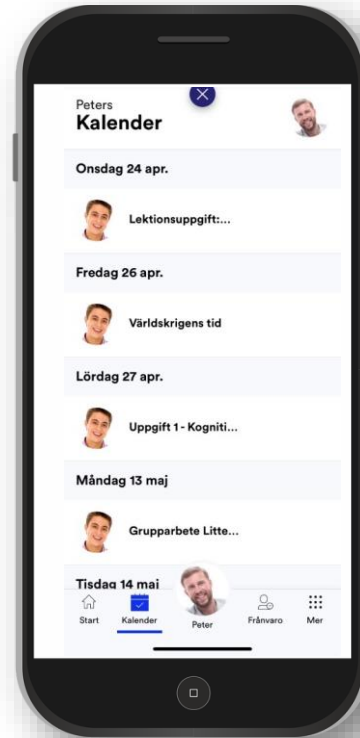 Peters
Kalender
Onsdag 24 apr.
Lektionsuppgift:...
Fredag 26 apr.
Världskrigens tid
Lördag 27 apr.
Uppgift 1 - Kogniti...
Måndag 13 maj
Grupparbete Litte...
Tisdag 14 maj
Start
Kalender
Peter
Frånvaro
Mer